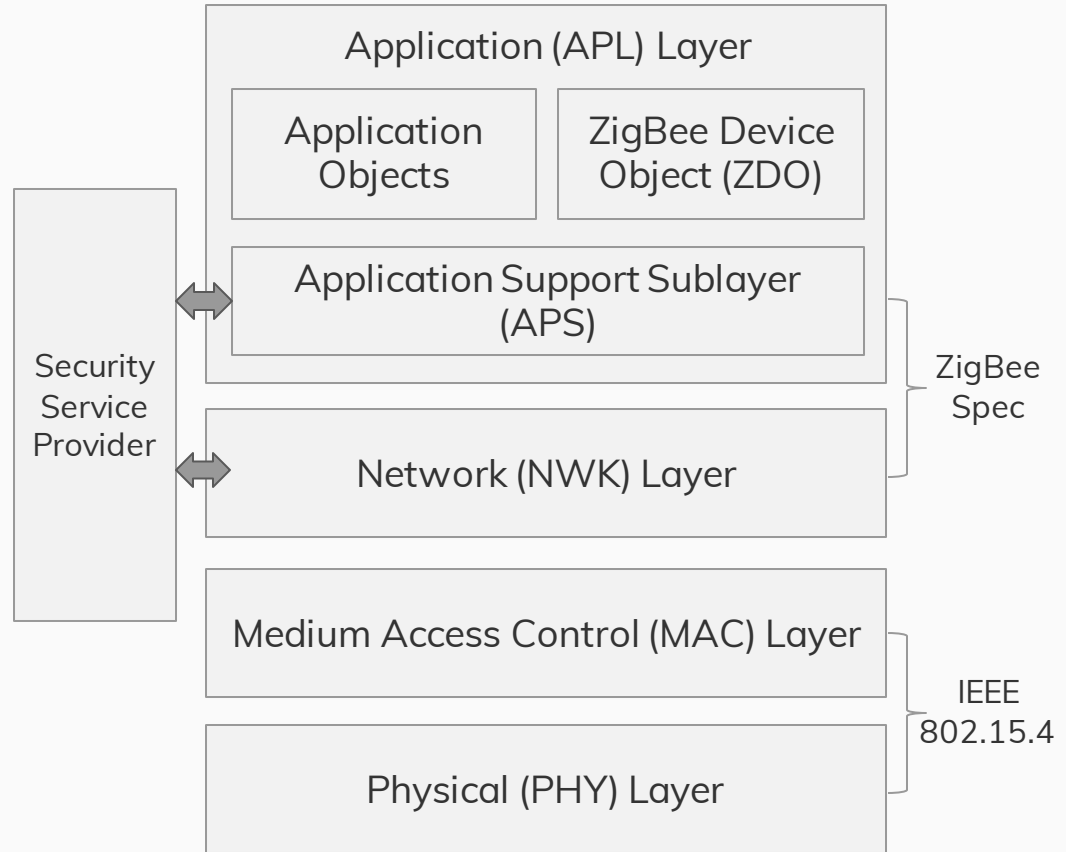 Application (APL) Layer
Application
Objects
ZigBee Device
Object (ZDO)
Application Support Sublayer
(APS)
Security
Service
Provider
ZigBee
Spec
Network (NWK) Layer
Medium Access Control (MAC) Layer
IEEE
802.15.4
Physical (PHY) Layer